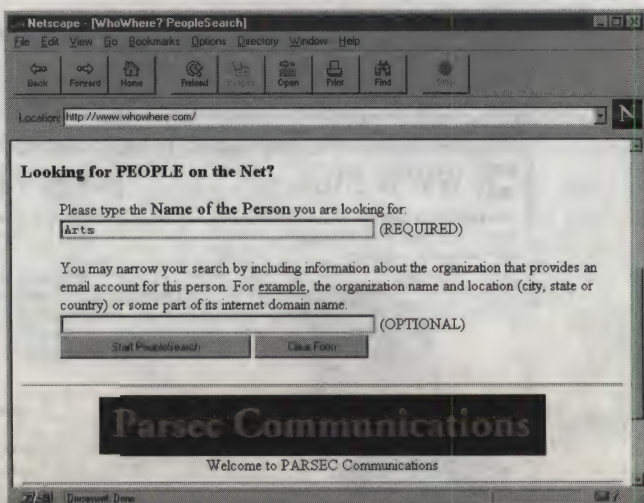 Netscape - [WhoWhere? PeopleSearch]
File Edit View Go Bookmarks Options Directory Window Help
Back Forward Home Reload Images Open Print Find Stop
Location: http://www.whowhere.com/
N
Looking for PEOPLE on the Net?
Please type the Name of the Person you are looking for:
Arts (REQUIRED)
You may narrow your search by including information about the organization that provides an
email account for this person. For example, the organization name and location (city, state or
country) or some part of its internet domain name.
(OPTIONAL)
Start PeopleSearch Clear Form
Parsec Communications
Welcome to PARSEC Communications
Document Done